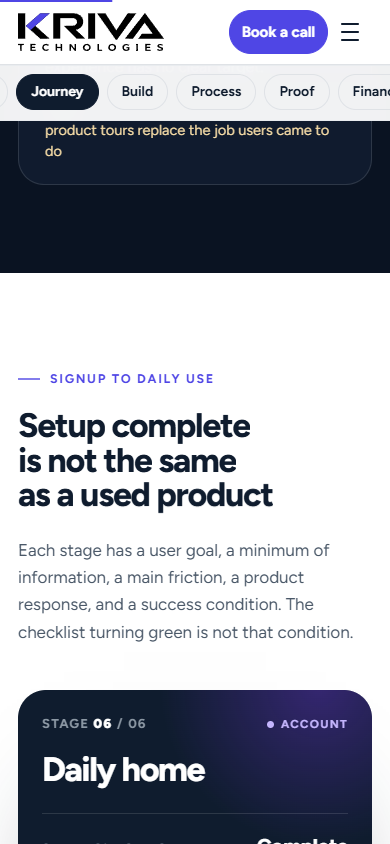 KRIVA
TECHNOLOGIES
Book a call
Journey
Build
Process
Proof
product tours replace the job users came to
do
SIGNUP TO DAILY USE
Setup complete
is not the same
as a used product
Each stage has a user goal, a minimum of
information, a main friction, a product
response, and a success condition. The
checklist turning green is not that condition.
STAGE 06 / 06
ACCOUNT
Daily home